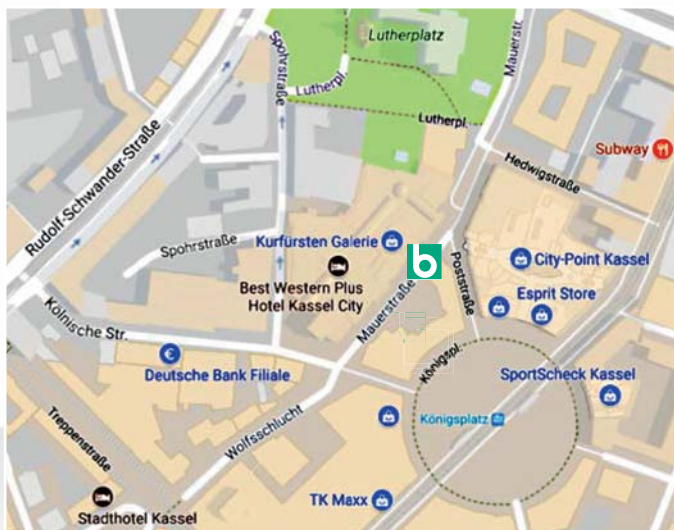 Lutherplatz
Mauerstr.
Spohrstraße
Lutherpl.
Lutherpl.
Rudolf-Schwander-Straße
Subway
Hedwigstraße
Spohrstraße
Kurfürsten Galerie
b
Poststraße
City-Point Kassel
Best Western Plus
Hotel Kassel City
Mauerstraße
Esprit Store
Kölnische Str.
€
Deutsche Bank Filiale
Königspl.
SportScheck Kassel
Treppenstraße
Wolfsschlucht
Königsplatz
Stadthotel Kassel
TK Maxx